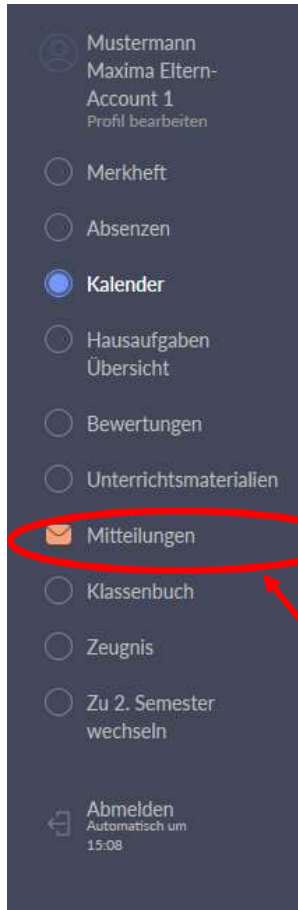 Mustermann
Maxima Eltern-
Account 1
Profil bearbeiten
Merkheft
Absenzen
Kalender
Hausaufgaben
Übersicht
Bewertungen
Unterrichtsmaterialien
Mitteilungen
Klassenbuch
Zeugnis
Zu 2. Semester
wechseln
Abmelden
Automatisch um
15:08